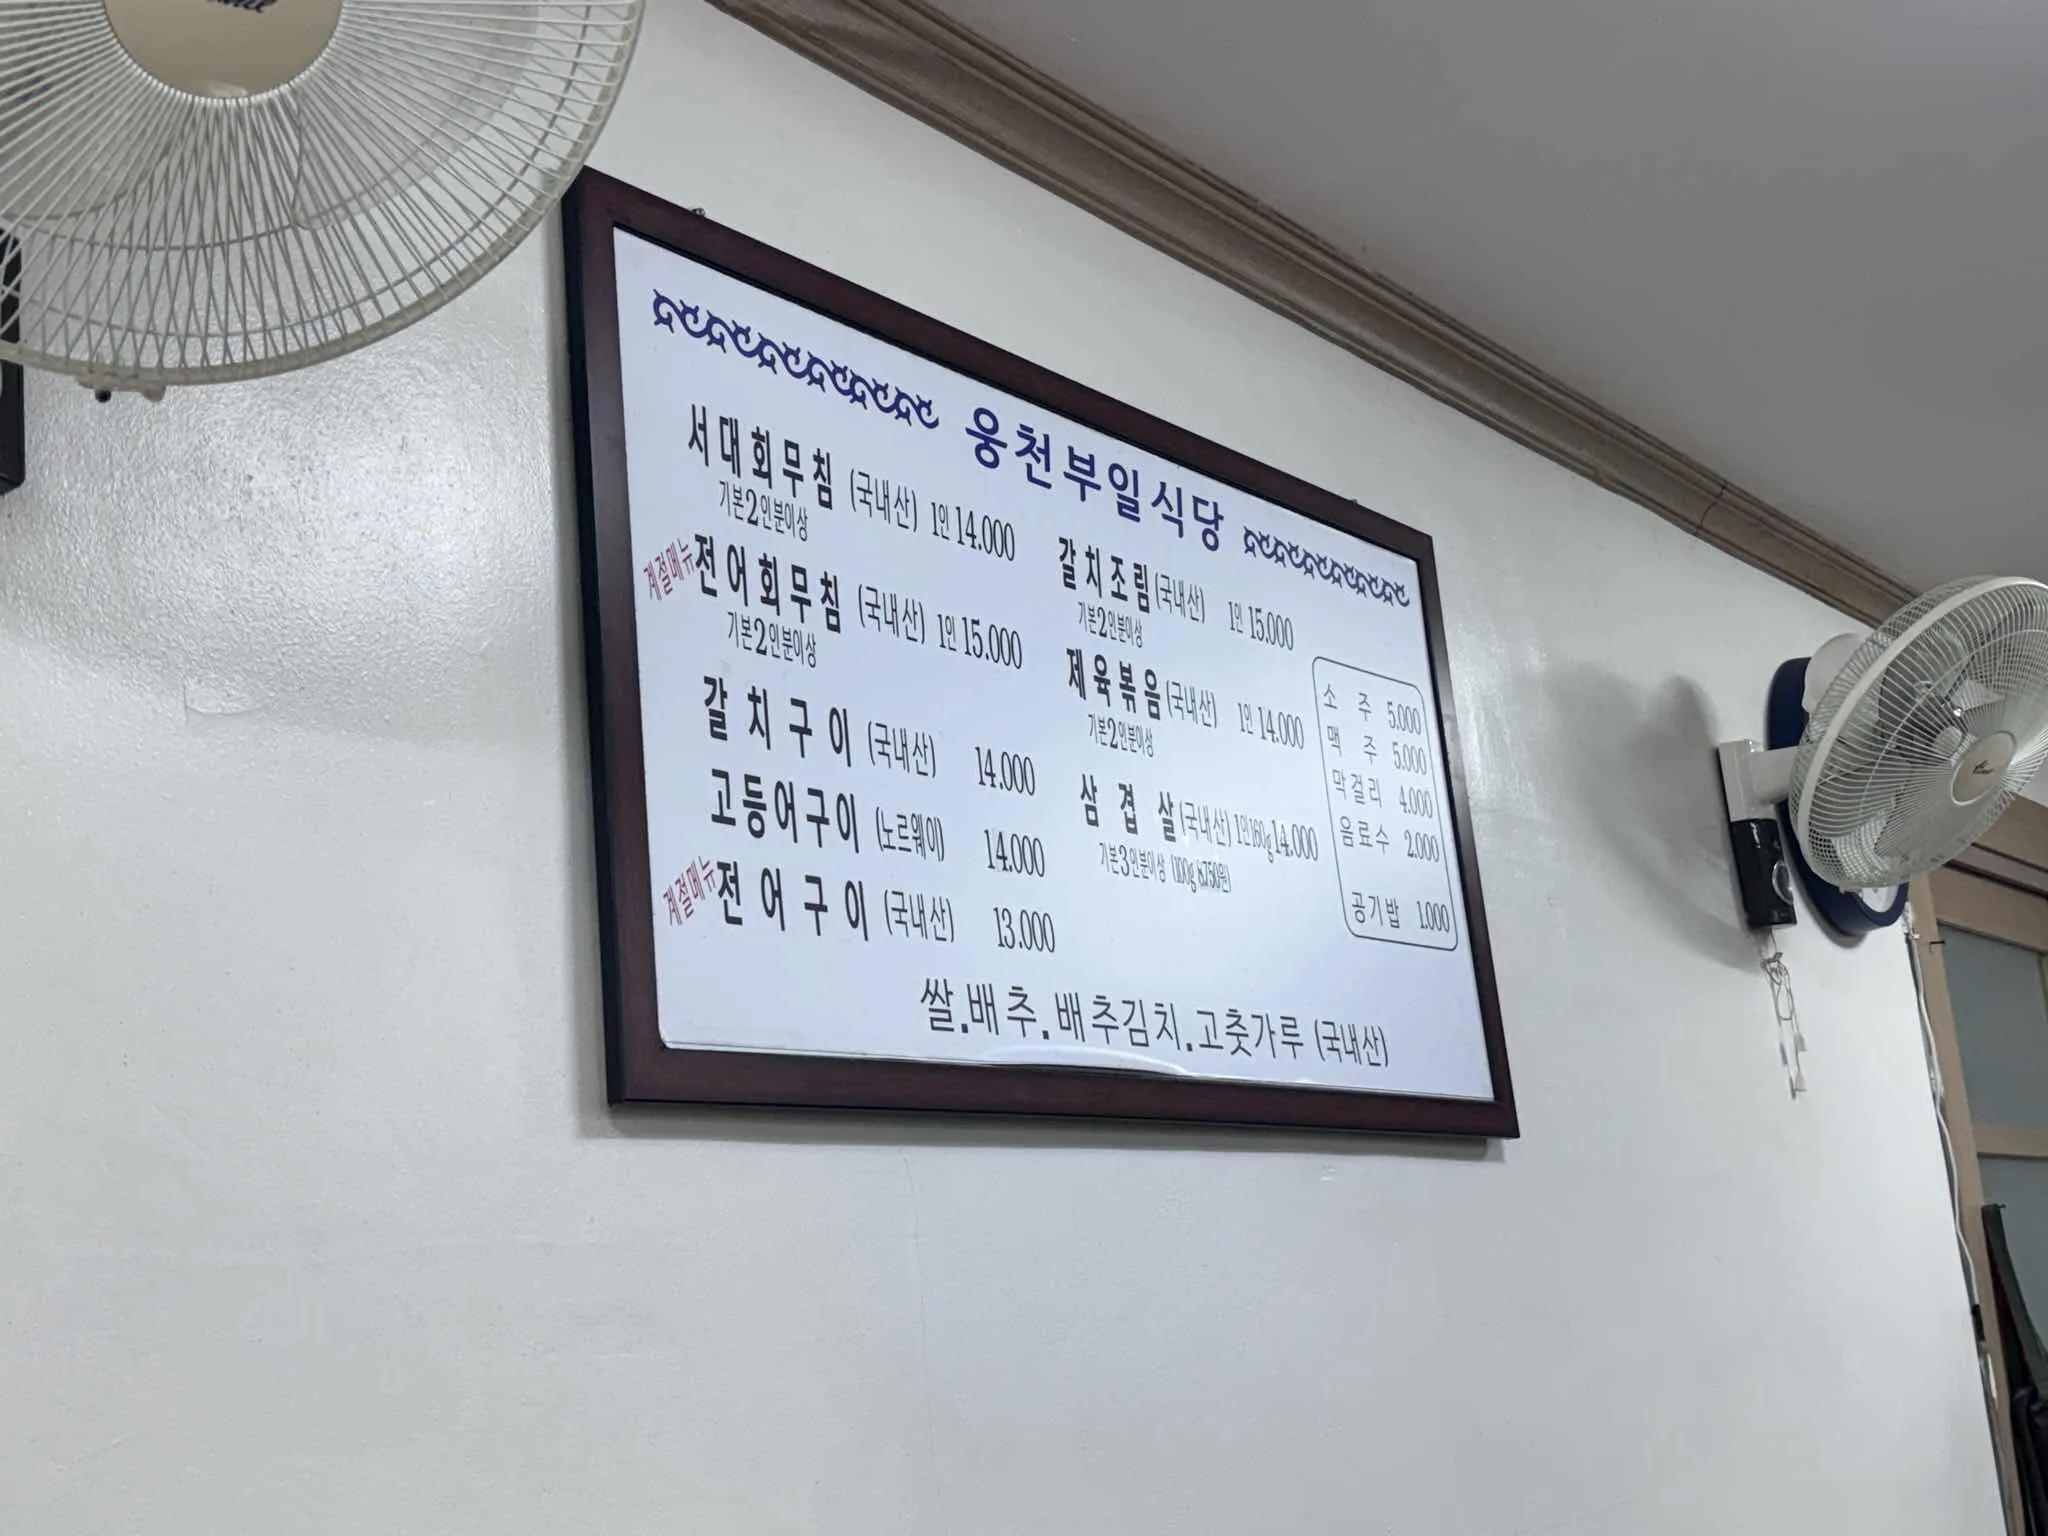 웅천부일식당
서대회무침 (국내산) 1인 14.000
기본2인분이상
계절메뉴 전어회무침 (국내산) 1인 15.000
기본2인분이상
갈치구이 (국내산) 14.000
고등어구이 (노르웨이) 14.000
계절메뉴 전어구이 (국내산) 13.000
갈치조림 (국내산) 1인 15.000
기본2인분이상
제육볶음 (국내산) 1인 14.000
기본2인분이상
삼겹살 (국내산) 1인160g 14.000
기본3인분이상 (100g 8.750원)
소주 5.000
맥주 5.000
막걸리 4.000
음료수 2.000
공기밥 1.000
쌀.배추.배추김치.고춧가루 (국내산)